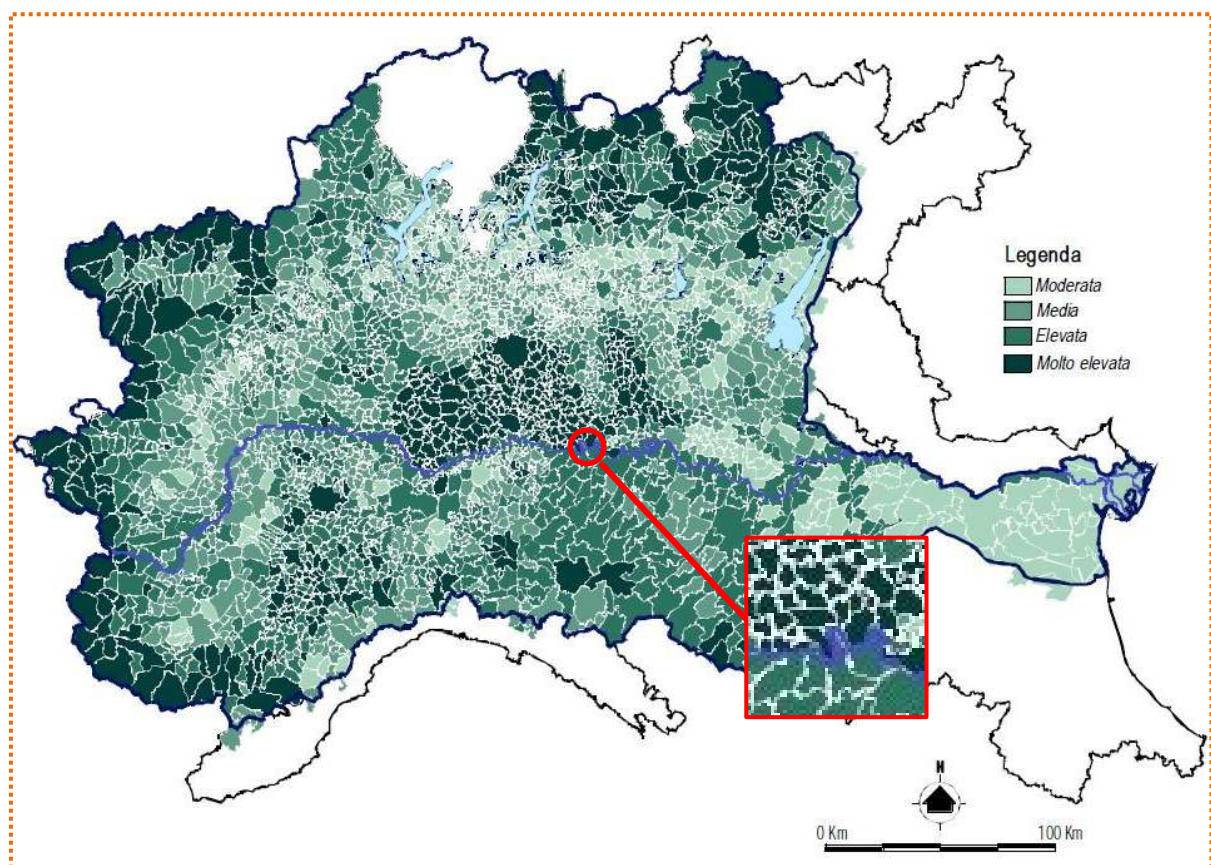 Legenda
Moderata
Media
Elevata
Molto elevata
N
0 Km 100 Km